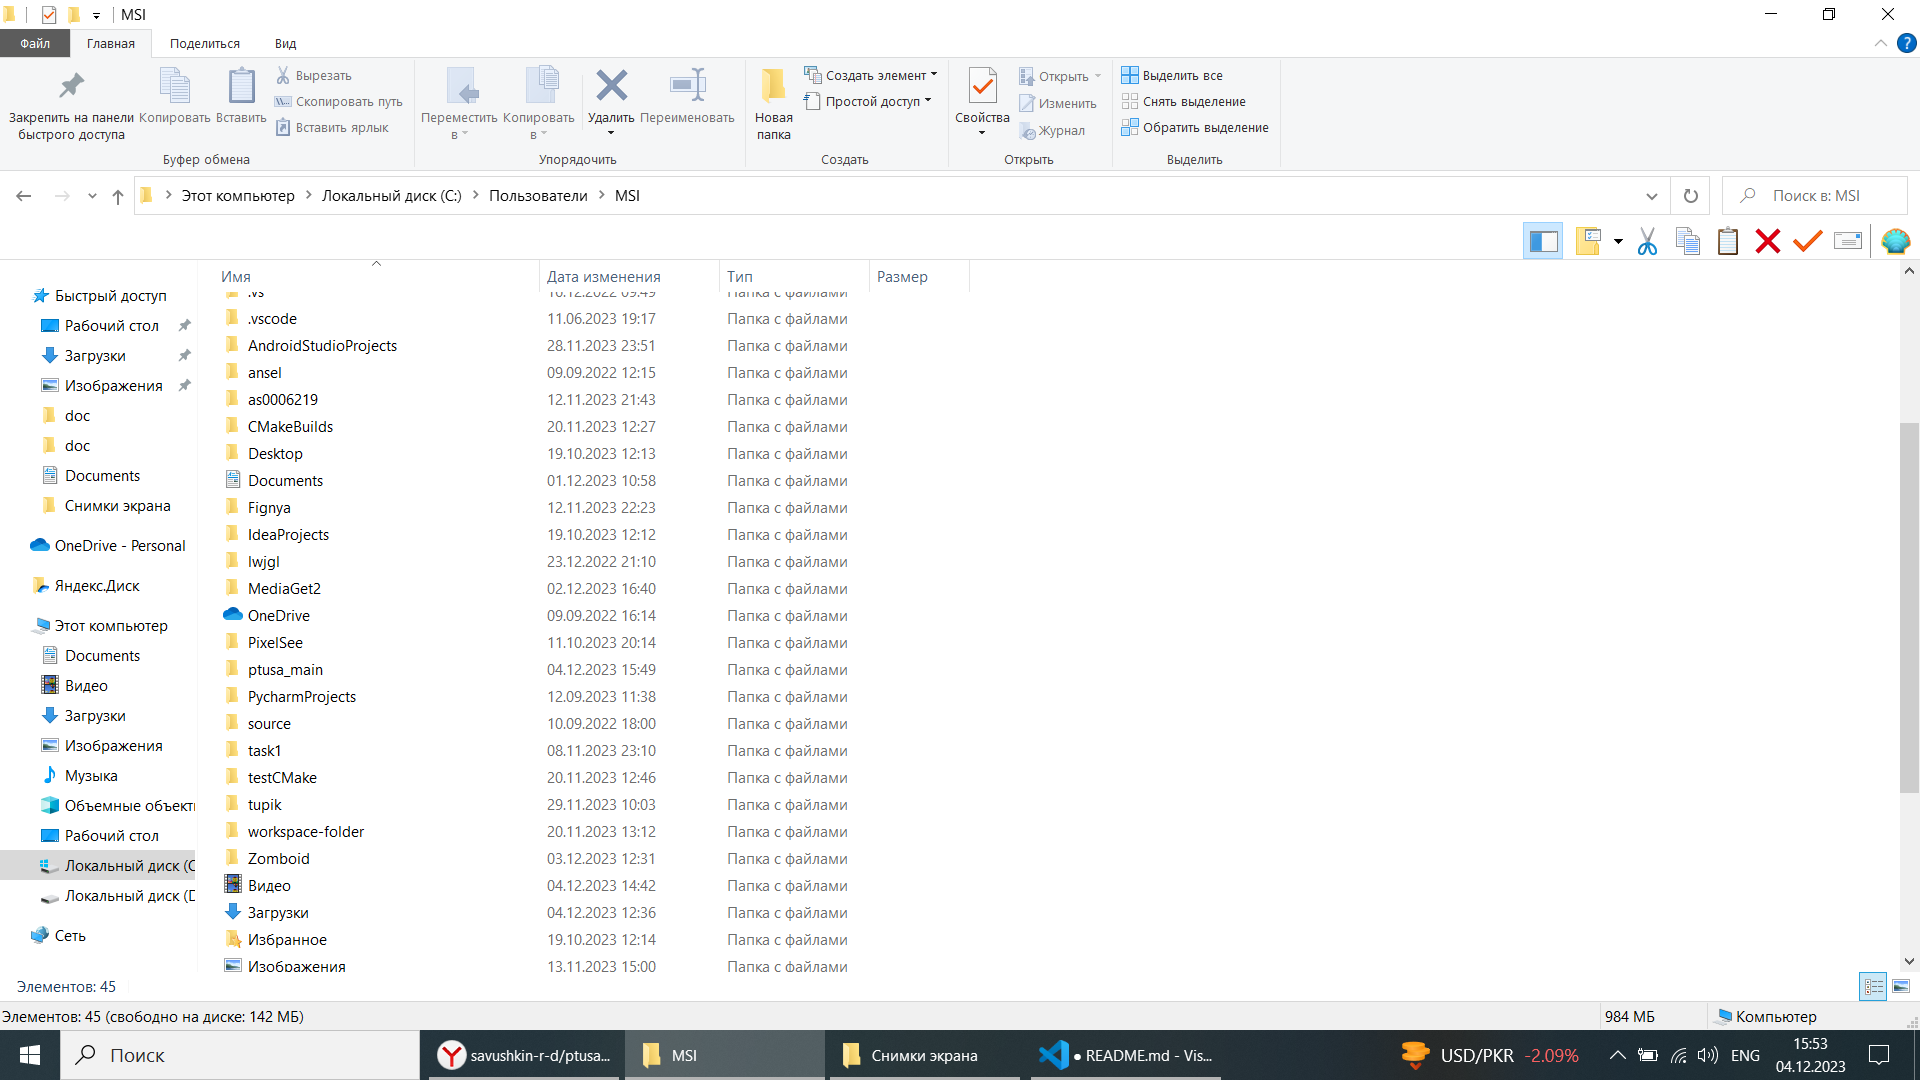 MSI
Файл Главная Поделиться Вид
Закрепить на панели быстрого доступа
Копировать
Вставить
Вырезать
Скопировать путь
Вставить ярлык
Буфер обмена
Переместить в
Копировать в
Удалить
Переименовать
Упорядочить
Новая папка
Создать элемент
Простой доступ
Создать
Свойства
Открыть
Изменить
Журнал
Открыть
Выделить все
Снять выделение
Обратить выделение
Выделить
Этот компьютер Локальный диск (C:) Пользователи MSI
Поиск в: MSI
Быстрый доступ
Рабочий стол
Загрузки
Изображения
doc
doc
Documents
Снимки экрана
OneDrive - Personal
Яндекс.Диск
Этот компьютер
Documents
Видео
Загрузки
Изображения
Музыка
Объемные объект
Рабочий стол
Локальный диск (C
Локальный диск (D
Сеть
Имя Дата изменения Тип Размер
.vs 10.12.2022 09:49 Папка с файлами
.vscode 11.06.2023 19:17 Папка с файлами
AndroidStudioProjects 28.11.2023 23:51 Папка с файлами
ansel 09.09.2022 12:15 Папка с файлами
as0006219 12.11.2023 21:43 Папка с файлами
CMakeBuilds 20.11.2023 12:27 Папка с файлами
Desktop 19.10.2023 12:13 Папка с файлами
Documents 01.12.2023 10:58 Папка с файлами
Fignya 12.11.2023 22:23 Папка с файлами
IdeaProjects 19.10.2023 12:12 Папка с файлами
lwjgl 23.12.2022 21:10 Папка с файлами
MediaGet2 02.12.2023 16:40 Папка с файлами
OneDrive 09.09.2022 16:14 Папка с файлами
PixelSee 11.10.2023 20:14 Папка с файлами
ptusa_main 04.12.2023 15:49 Папка с файлами
PycharmProjects 12.09.2023 11:38 Папка с файлами
source 10.09.2022 18:00 Папка с файлами
task1 08.11.2023 23:10 Папка с файлами
testCMake 20.11.2023 12:46 Папка с файлами
tupik 29.11.2023 10:03 Папка с файлами
workspace-folder 20.11.2023 13:12 Папка с файлами
Zomboid 03.12.2023 12:31 Папка с файлами
Видео 04.12.2023 14:42 Папка с файлами
Загрузки 04.12.2023 12:36 Папка с файлами
Избранное 19.10.2023 12:14 Папка с файлами
Изображения 13.11.2023 15:00 Папка с файлами
Элементов: 45
Элементов: 45 (свободно на диске: 142 МБ) 984 МБ Компьютер
Поиск
savushkin-r-d/ptusa...
MSI
Снимки экрана
● README.md - Vis...
USD/PKR -2.09%
ENG
15:53
04.12.2023